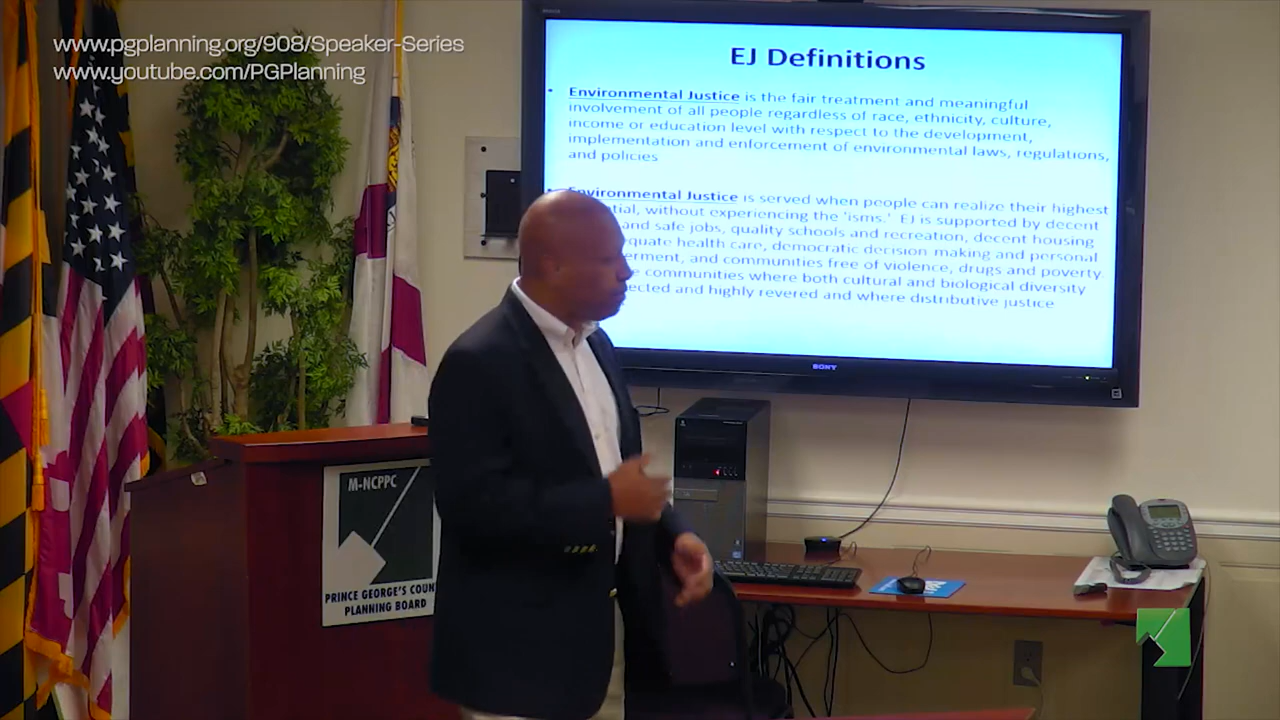 www.pgplanning.org/908/Speaker-Series
www.youtube.com/PGPlanning
EJ Definitions
• Environmental Justice is the fair treatment and meaningful
involvement of all people regardless of race, ethnicity, culture,
income or education level with respect to the development,
implementation and enforcement of environmental laws, regulations,
and policies
• Environmental Justice is served when people can realize their highest
without experiencing the 'isms.' EJ is supported by decent
and safe jobs, quality schools and recreation, decent housing
health care, democratic decision making and personal
and communities free of violence, drugs and poverty.
communities where both cultural and biological diversity
and highly revered and where distributive justice
SONY
M-NCPPC
PRINCE GEORGE'S COUN
PLANNING BOARD